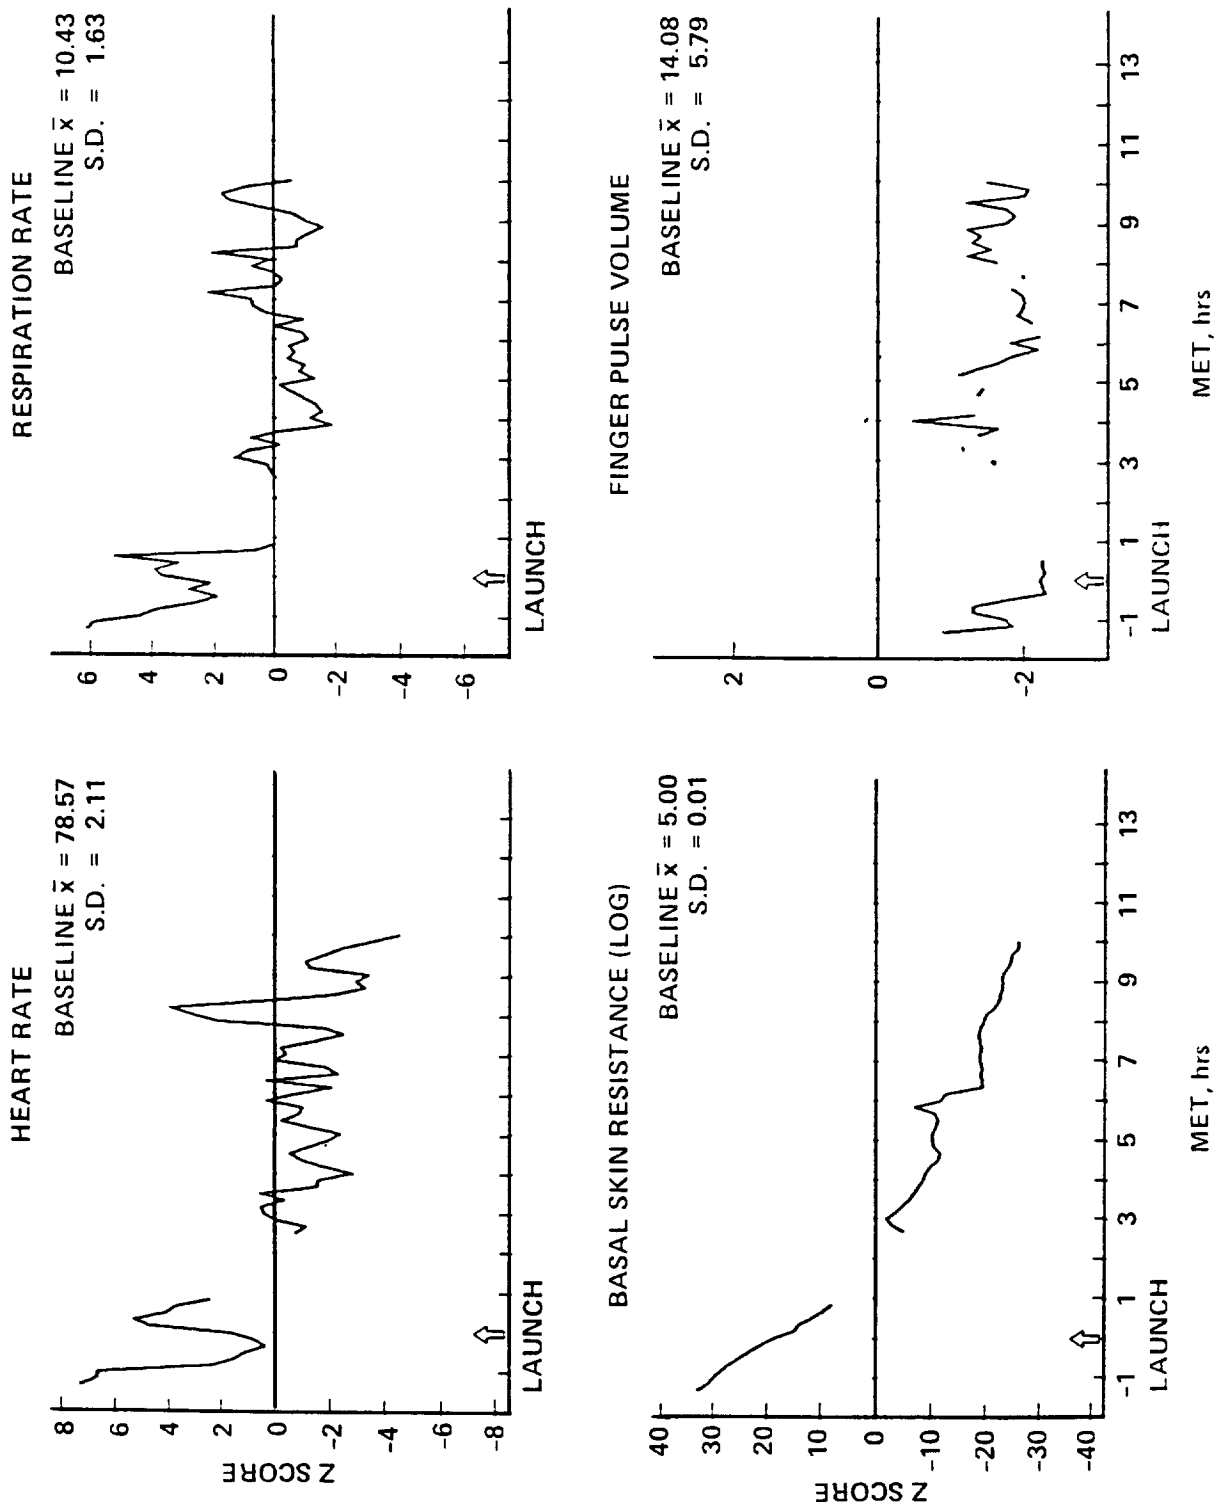 HEART RATE
BASELINE x̄ = 78.57
S.D. = 2.11
8
6
4
2
0
-2
-4
-6
-8
Z SCORE
LAUNCH
RESPIRATION RATE
BASELINE x̄ = 10.43
S.D. = 1.63
6
4
2
0
-2
-4
-6
LAUNCH
BASAL SKIN RESISTANCE (LOG)
BASELINE x̄ = 5.00
S.D. = 0.01
40
30
20
10
0
-10
-20
-30
-40
Z SCORE
-1 1 3 5 7 9 11 13
LAUNCH
MET, hrs
FINGER PULSE VOLUME
BASELINE x̄ = 14.08
S.D. = 5.79
2
0
-2
-1 1 3 5 7 9 11 13
LAUNCH
MET, hrs